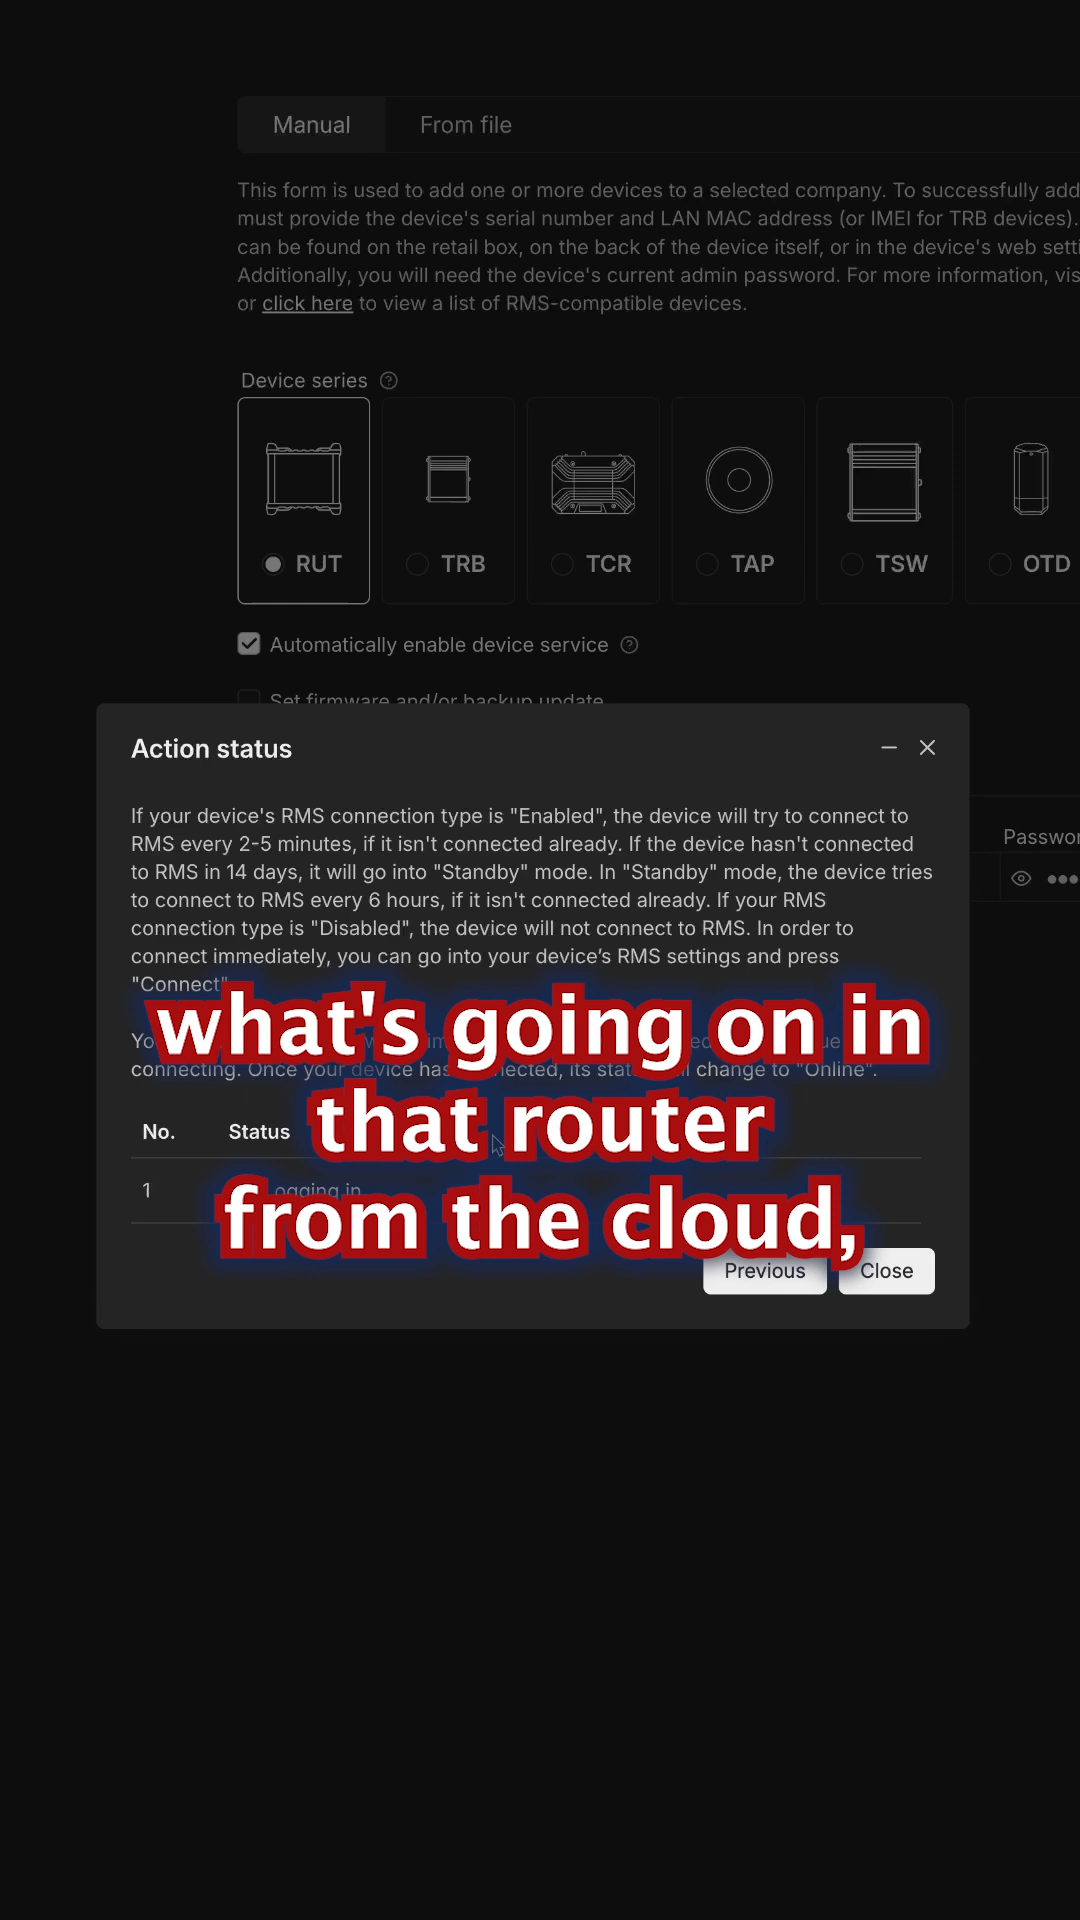 Manual From file
This form is used to add one or more devices to a selected company. To successfully add
must provide the device's serial number and LAN MAC address (or IMEI for TRB devices).
can be found on the retail box, on the back of the device itself, or in the device's web
Additionally, you will need the device's current admin password. For more information,
or click here to view a list of RMS-compatible devices.
Device series
RUT TRB TCR TAP TSW OTD
Automatically enable device service
Set firmware and/or backup update
Action status
If your device's RMS connection type is "Enabled", the device will try to connect to
RMS every 2-5 minutes, if it isn't connected already. If the device hasn't connected
to RMS in 14 days, it will go into "Standby" mode. In "Standby" mode, the device tries
to connect to RMS every 6 hours, if it isn't connected already. If your RMS
connection type is "Disabled", the device will not connect to RMS. In order to
connect immediately, you can go into your device's RMS settings and press
"Connect"
connecting. Once your device has its change to "Online".
what's going on in
that router
from the cloud,
No. Status
1
Previous Close